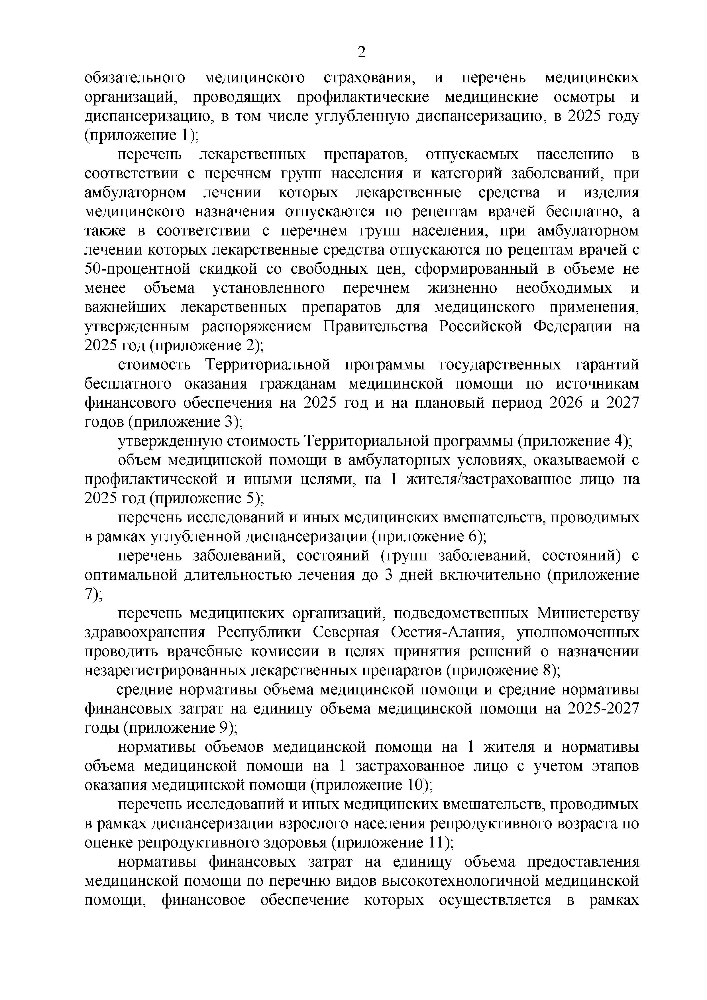 2
обязательного медицинского страхования, и перечень медицинских
организаций, проводящих профилактические медицинские осмотры и
диспансеризацию, в том числе углубленную диспансеризацию, в 2025 году
(приложение 1);
перечень лекарственных препаратов, отпускаемых населению в
соответствии с перечнем групп населения и категорий заболеваний, при
амбулаторном лечении которых лекарственные средства и изделия
медицинского назначения отпускаются по рецептам врачей бесплатно, а
также в соответствии с перечнем групп населения, при амбулаторном
лечении которых лекарственные средства отпускаются по рецептам врачей с
50-процентной скидкой со свободных цен, сформированный в объеме не
менее объема установленного перечнем жизненно необходимых и
важнейших лекарственных препаратов для медицинского применения,
утвержденным распоряжением Правительства Российской Федерации на
2025 год (приложение 2);
стоимость Территориальной программы государственных гарантий
бесплатного оказания гражданам медицинской помощи по источникам
финансового обеспечения на 2025 год и на плановый период 2026 и 2027
годов (приложение 3);
утвержденную стоимость Территориальной программы (приложение 4);
объем медицинской помощи в амбулаторных условиях, оказываемой с
профилактической и иными целями, на 1 жителя/застрахованное лицо на
2025 год (приложение 5);
перечень исследований и иных медицинских вмешательств, проводимых
в рамках углубленной диспансеризации (приложение 6);
перечень заболеваний, состояний (групп заболеваний, состояний) с
оптимальной длительностью лечения до 3 дней включительно (приложение
7);
перечень медицинских организаций, подведомственных Министерству
здравоохранения Республики Северная Осетия-Алания, уполномоченных
проводить врачебные комиссии в целях принятия решений о назначении
незарегистрированных лекарственных препаратов (приложение 8);
средние нормативы объема медицинской помощи и средние нормативы
финансовых затрат на единицу объема медицинской помощи на 2025-2027
годы (приложение 9);
нормативы объемов медицинской помощи на 1 жителя и нормативы
объема медицинской помощи на 1 застрахованное лицо с учетом этапов
оказания медицинской помощи (приложение 10);
перечень исследований и иных медицинских вмешательств, проводимых
в рамках диспансеризации взрослого населения репродуктивного возраста по
оценке репродуктивного здоровья (приложение 11);
нормативы финансовых затрат на единицу объема предоставления
медицинской помощи по перечню видов высокотехнологичной медицинской
помощи, финансовое обеспечение которых осуществляется в рамках